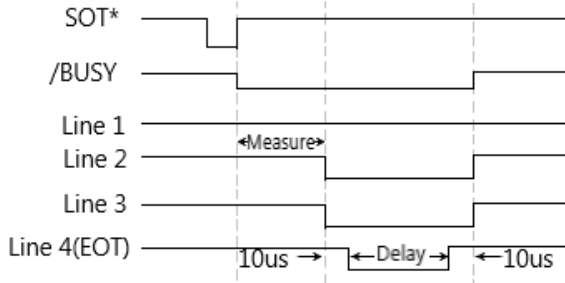 SOT*
/BUSY
Line 1
Measure
Line 2
Line 3
Line 4(EOT)
10us
Delay
10us